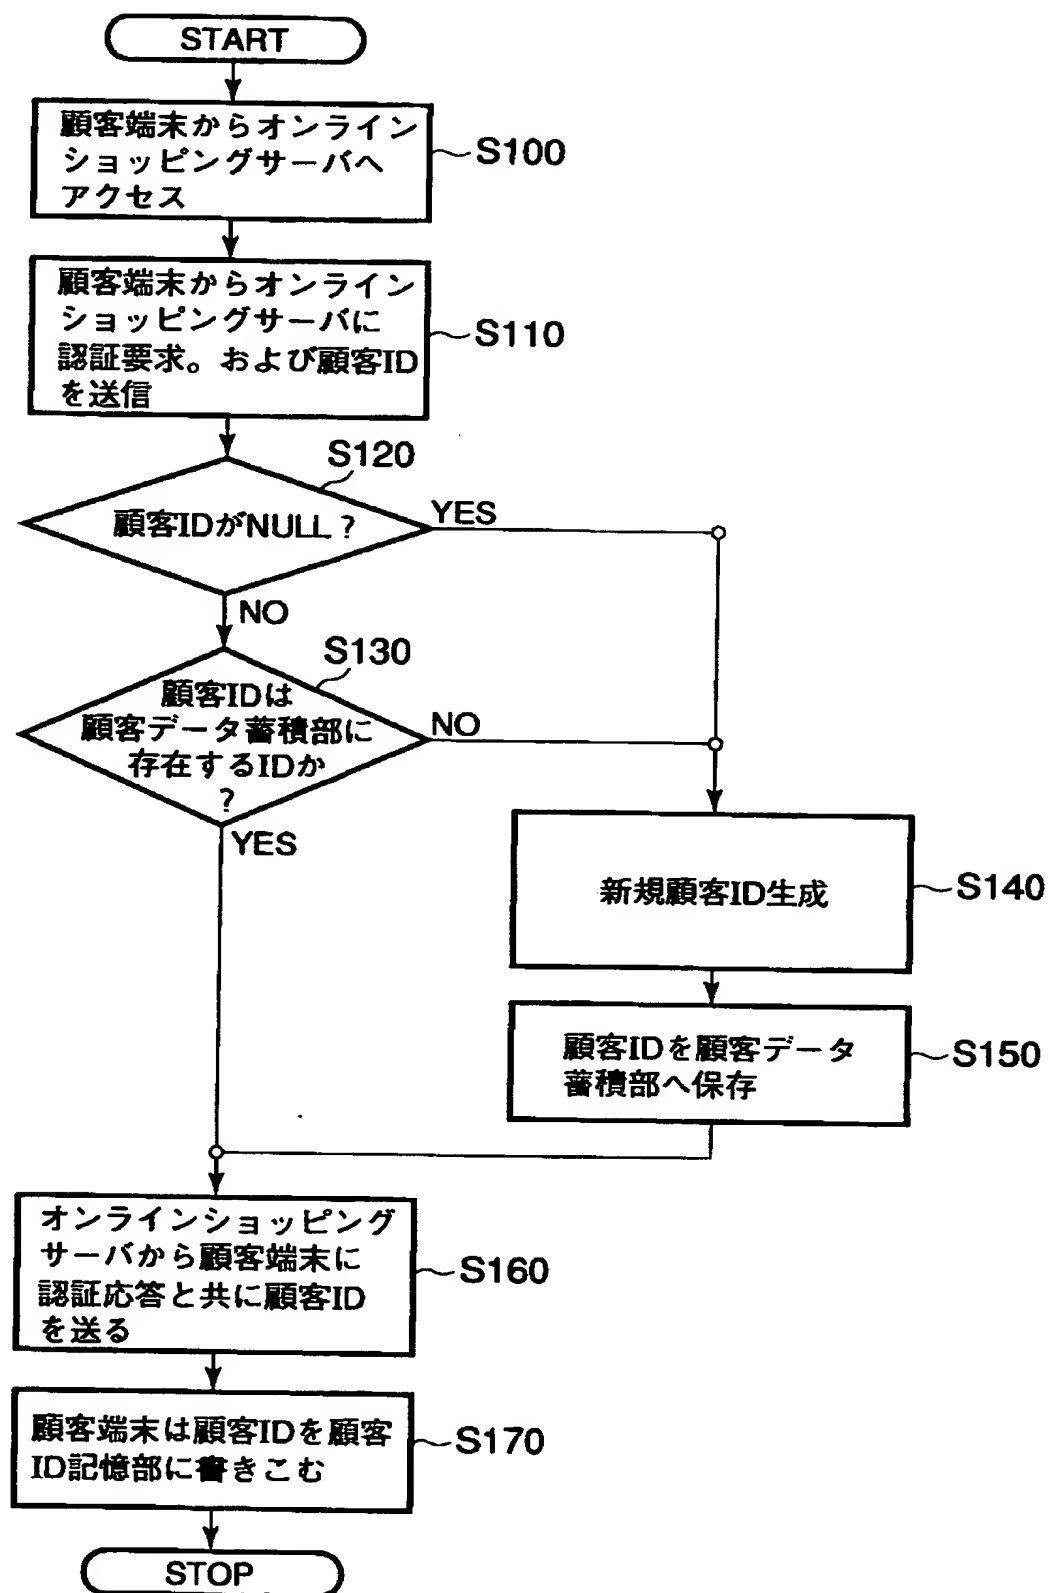 START
顧客端末からオンライン
ショッピングサーバへ
アクセス
S100
顧客端末からオンライン
ショッピングサーバに
認証要求。および顧客ID
を送信
S110
S120
顧客IDがNULL？
YES
NO
S130
顧客IDは
顧客データ蓄積部に
存在するIDか
？
NO
YES
新規顧客ID生成
S140
顧客IDを顧客データ
蓄積部へ保存
S150
オンラインショッピング
サーバから顧客端末に
認証応答と共に顧客ID
を送る
S160
顧客端末は顧客IDを顧客
ID記憶部に書きこむ
S170
STOP